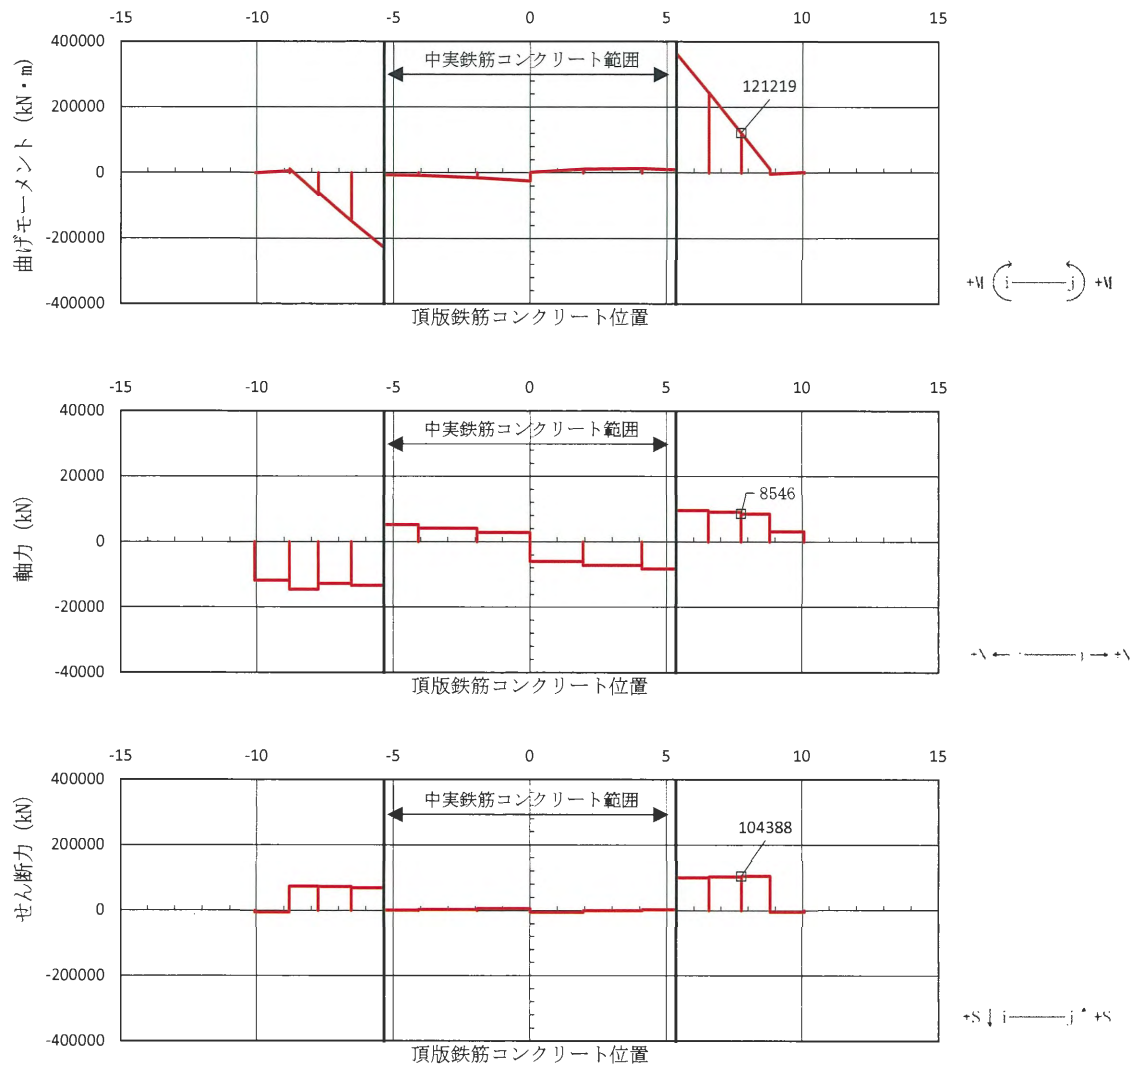 -15 -10 -5 0 5 10 15
400000
中実鉄筋コンクリート範囲
121219
200000
0
-200000
-400000
曲げモーメント (kN・m)
頂版鉄筋コンクリート位置
+M i j +M
-15 -10 -5 0 5 10 15
40000
中実鉄筋コンクリート範囲
8546
20000
0
-20000
-40000
軸力 (kN)
頂版鉄筋コンクリート位置
-15 -10 -5 0 5 10 15
400000
中実鉄筋コンクリート範囲
104388
200000
0
-200000
-400000
せん断力 (kN)
頂版鉄筋コンクリート位置
+S i j +S